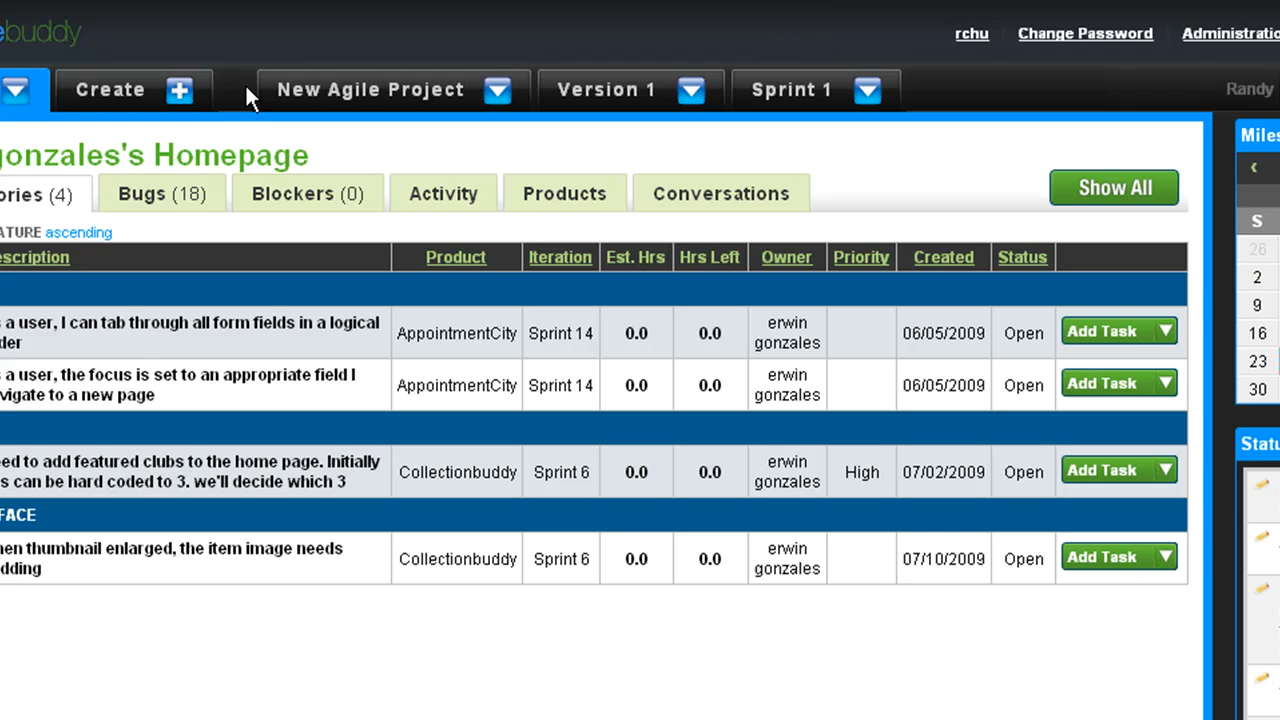 ebuddy
rchu Change Password Administratio
Create New Agile Project Version 1 Sprint 1 Randy
gonzales's Homepage
Miles
ories (4) Bugs (18) Blockers (0) Activity Products Conversations Show All
‹
S
ATURE ascending
escription Product Iteration Est. Hrs Hrs Left Owner Priority Created Status
26
2
9
16
23
30
s a user, I can tab through all form fields in a logical
der
AppointmentCity Sprint 14 0.0 0.0 erwin
gonzales
06/05/2009 Open Add Task
s a user, the focus is set to an appropriate field I
vigate to a new page
AppointmentCity Sprint 14 0.0 0.0 erwin
gonzales
06/05/2009 Open Add Task
eed to add featured clubs to the home page. Initially
s can be hard coded to 3. we'll decide which 3
Collectionbuddy Sprint 6 0.0 0.0 erwin
gonzales
High 07/02/2009 Open Add Task
FACE
hen thumbnail enlarged, the item image needs
dding
Collectionbuddy Sprint 6 0.0 0.0 erwin
gonzales
07/10/2009 Open Add Task
Statu